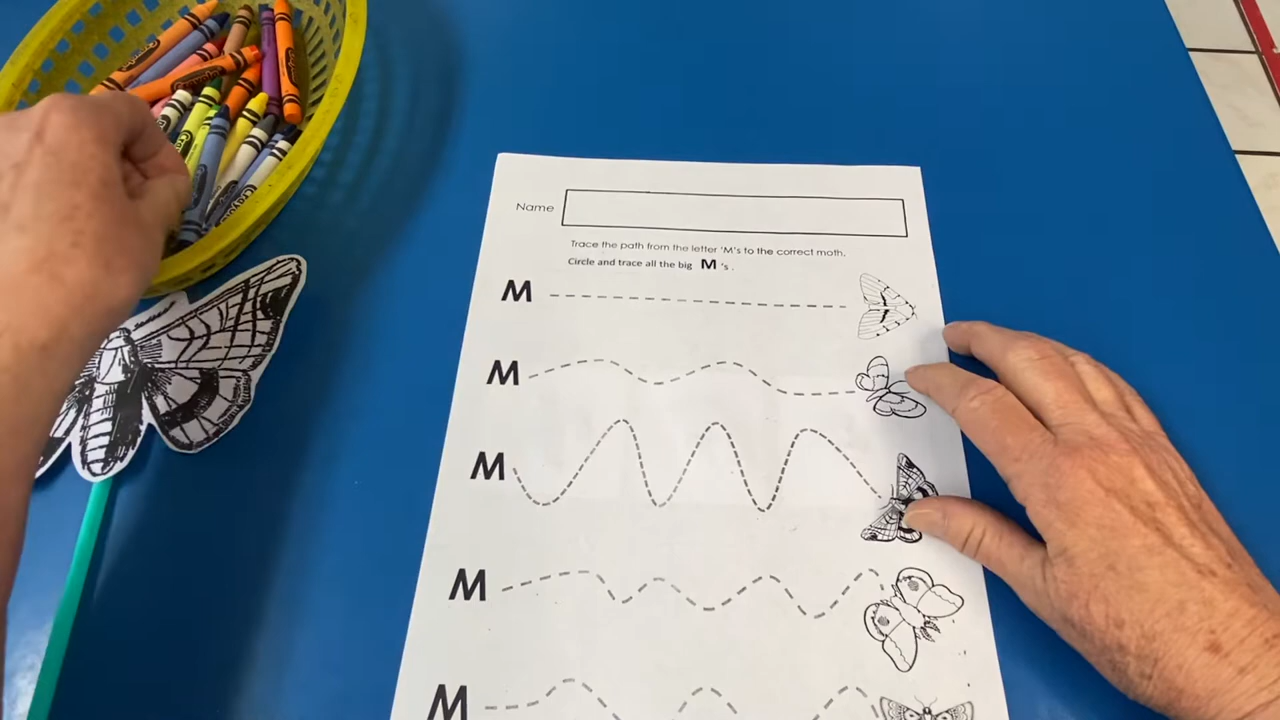 Name
Trace the path from the letter 'M's to the correct moth.
Circle and trace all the big M 's .
M
M
M
M
M